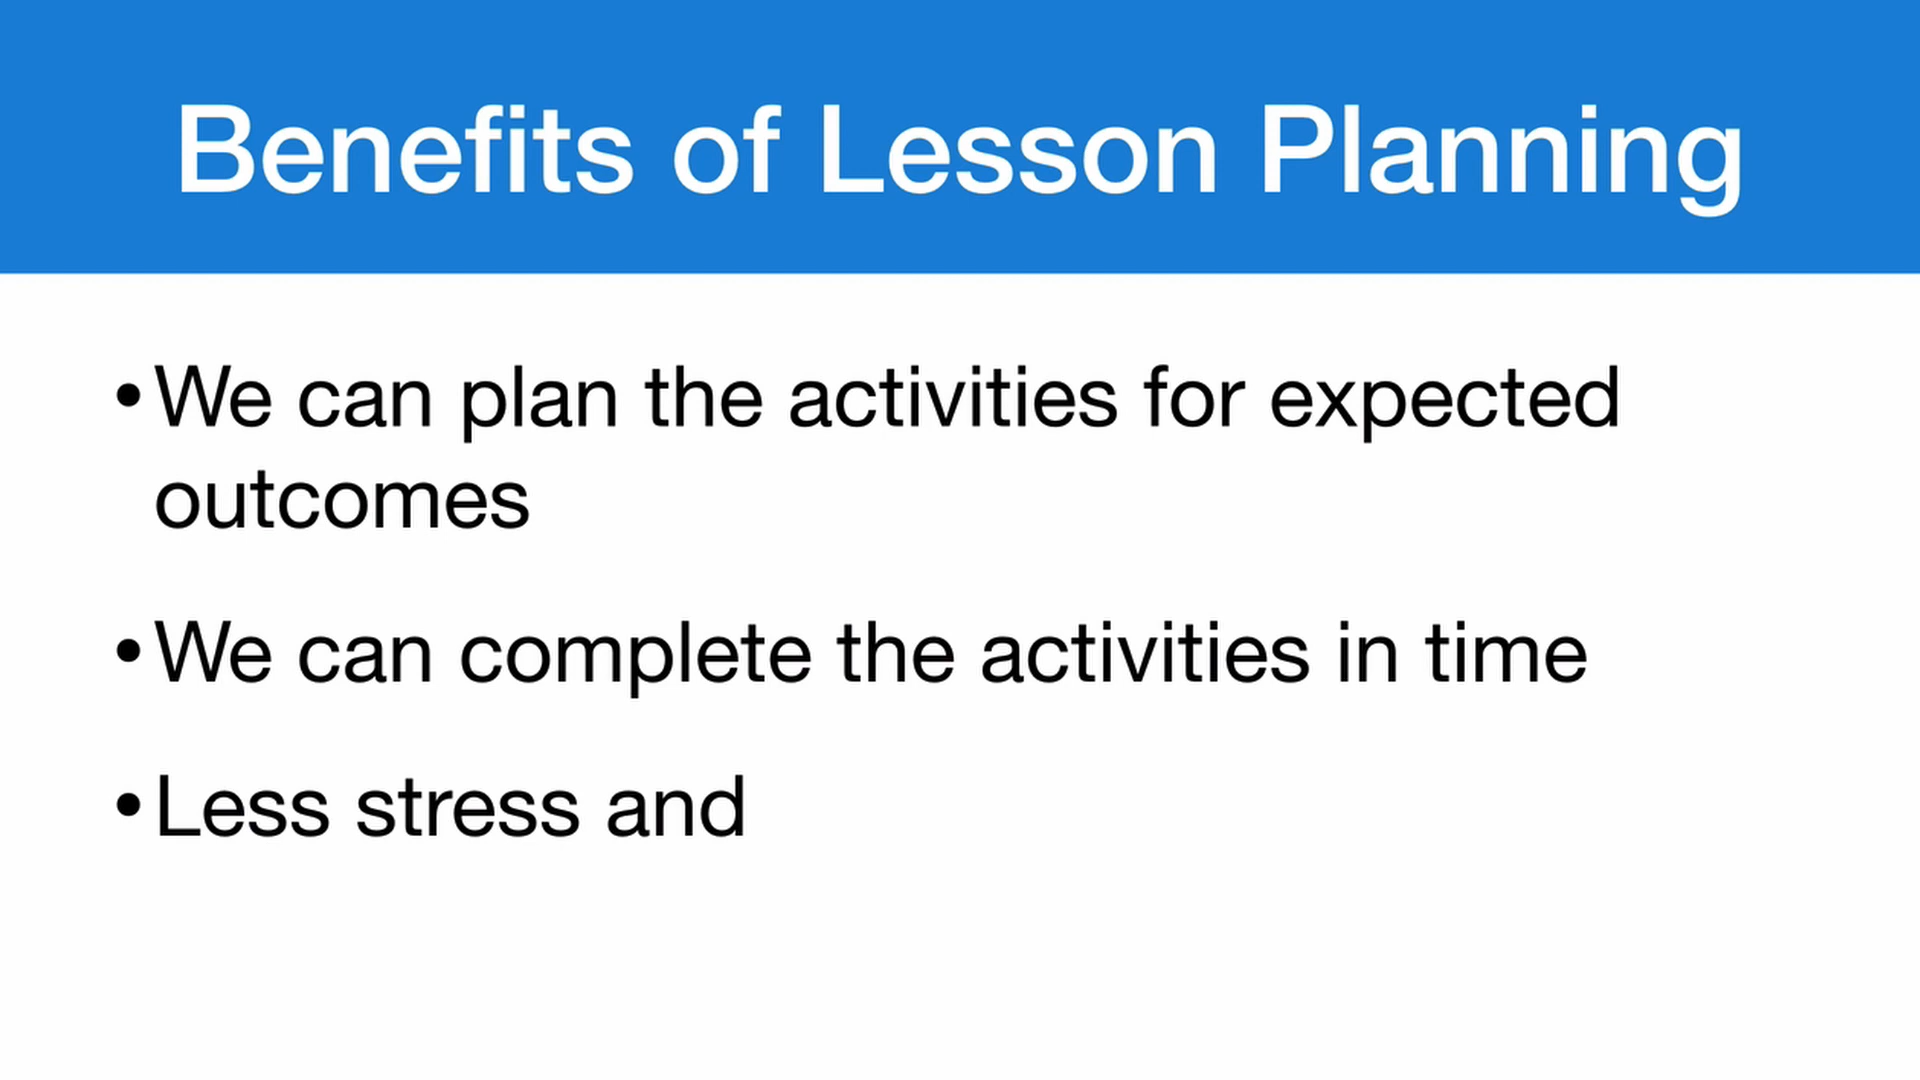 Benefits of Lesson Planning
• We can plan the activities for expected
outcomes
• We can complete the activities in time
• Less stress and